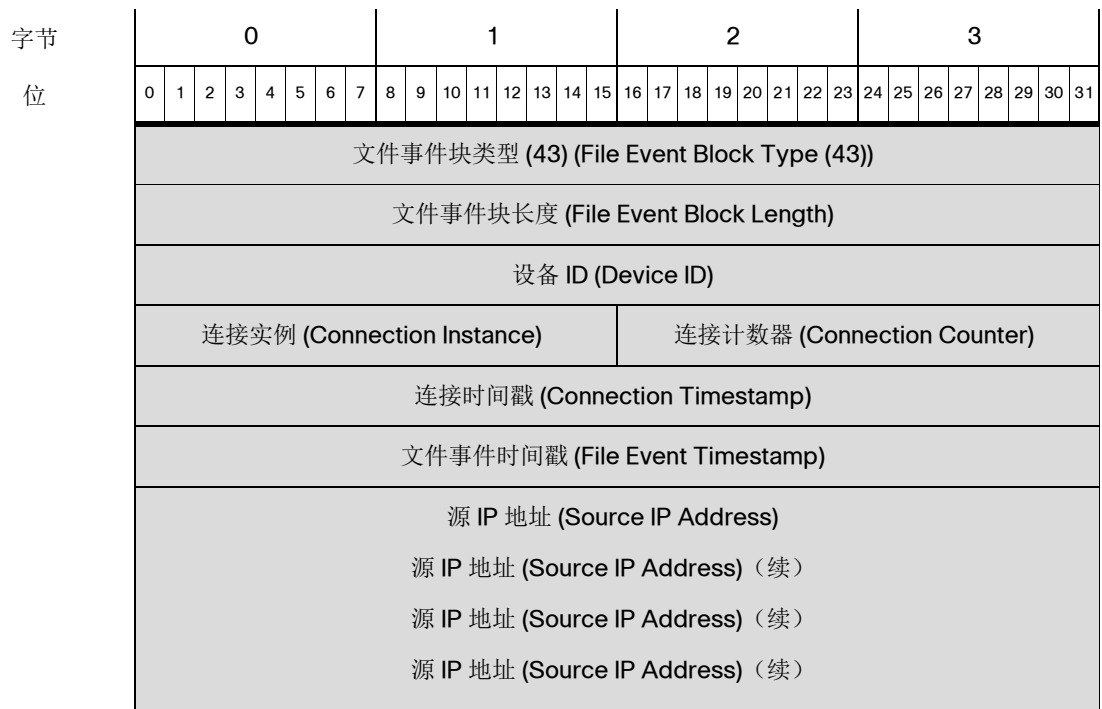 字节 0 1 2 3
位 0 1 2 3 4 5 6 7 8 9 10 11 12 13 14 15 16 17 18 19 20 21 22 23 24 25 26 27 28 29 30 31
文件事件块类型 (43) (File Event Block Type (43))
文件事件块长度 (File Event Block Length)
设备 ID (Device ID)
连接实例 (Connection Instance) 连接计数器 (Connection Counter)
连接时间戳 (Connection Timestamp)
文件事件时间戳 (File Event Timestamp)
源 IP 地址 (Source IP Address)
源 IP 地址 (Source IP Address)（续）
源 IP 地址 (Source IP Address)（续）
源 IP 地址 (Source IP Address)（续）